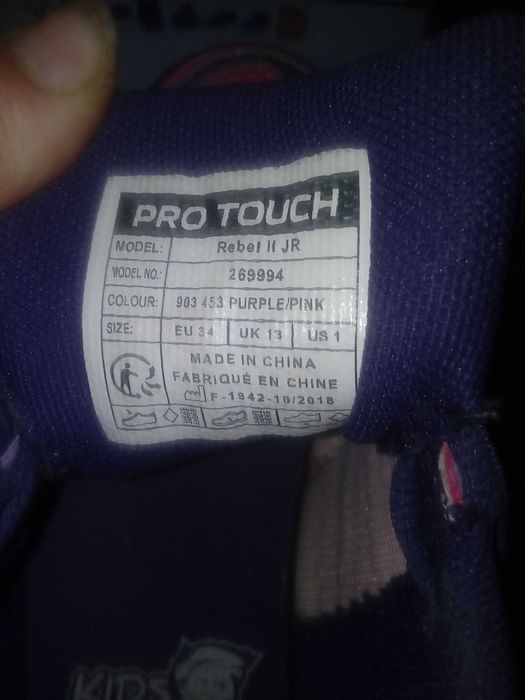 PRO TOUCH
MODEL: Rebel II JR
MODEL NO.: 269994
COLOUR: 903 453 PURPLE/PINK
SIZE: EU 34 UK 13 US 1
MADE IN CHINA
FABRIQUÉ EN CHINE
F-1942-10/2018
KIDS